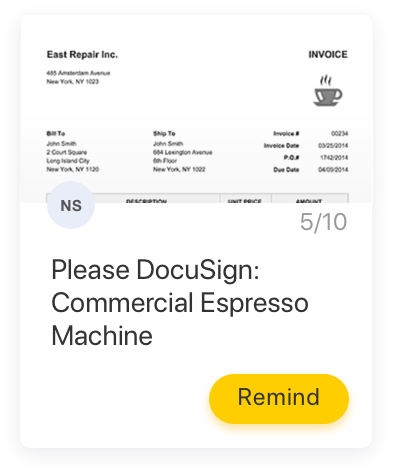 East Repair Inc. INVOICE
485 Amsterdam Avenue
New York, NY 1023
Bill To Ship To Invoice # 00234
John Smith John Smith Invoice Date 03/25/2014
2 Court Square 684 Lexington Avenue P.O.# 1742/2014
Long Island City 6th Floor Due Date 04/09/2014
New York, NY 1120 New York, NY 1022
DESCRIPTION UNIT PRICE AMOUNT
NS
5/10
Please DocuSign:
Commercial Espresso
Machine
Remind